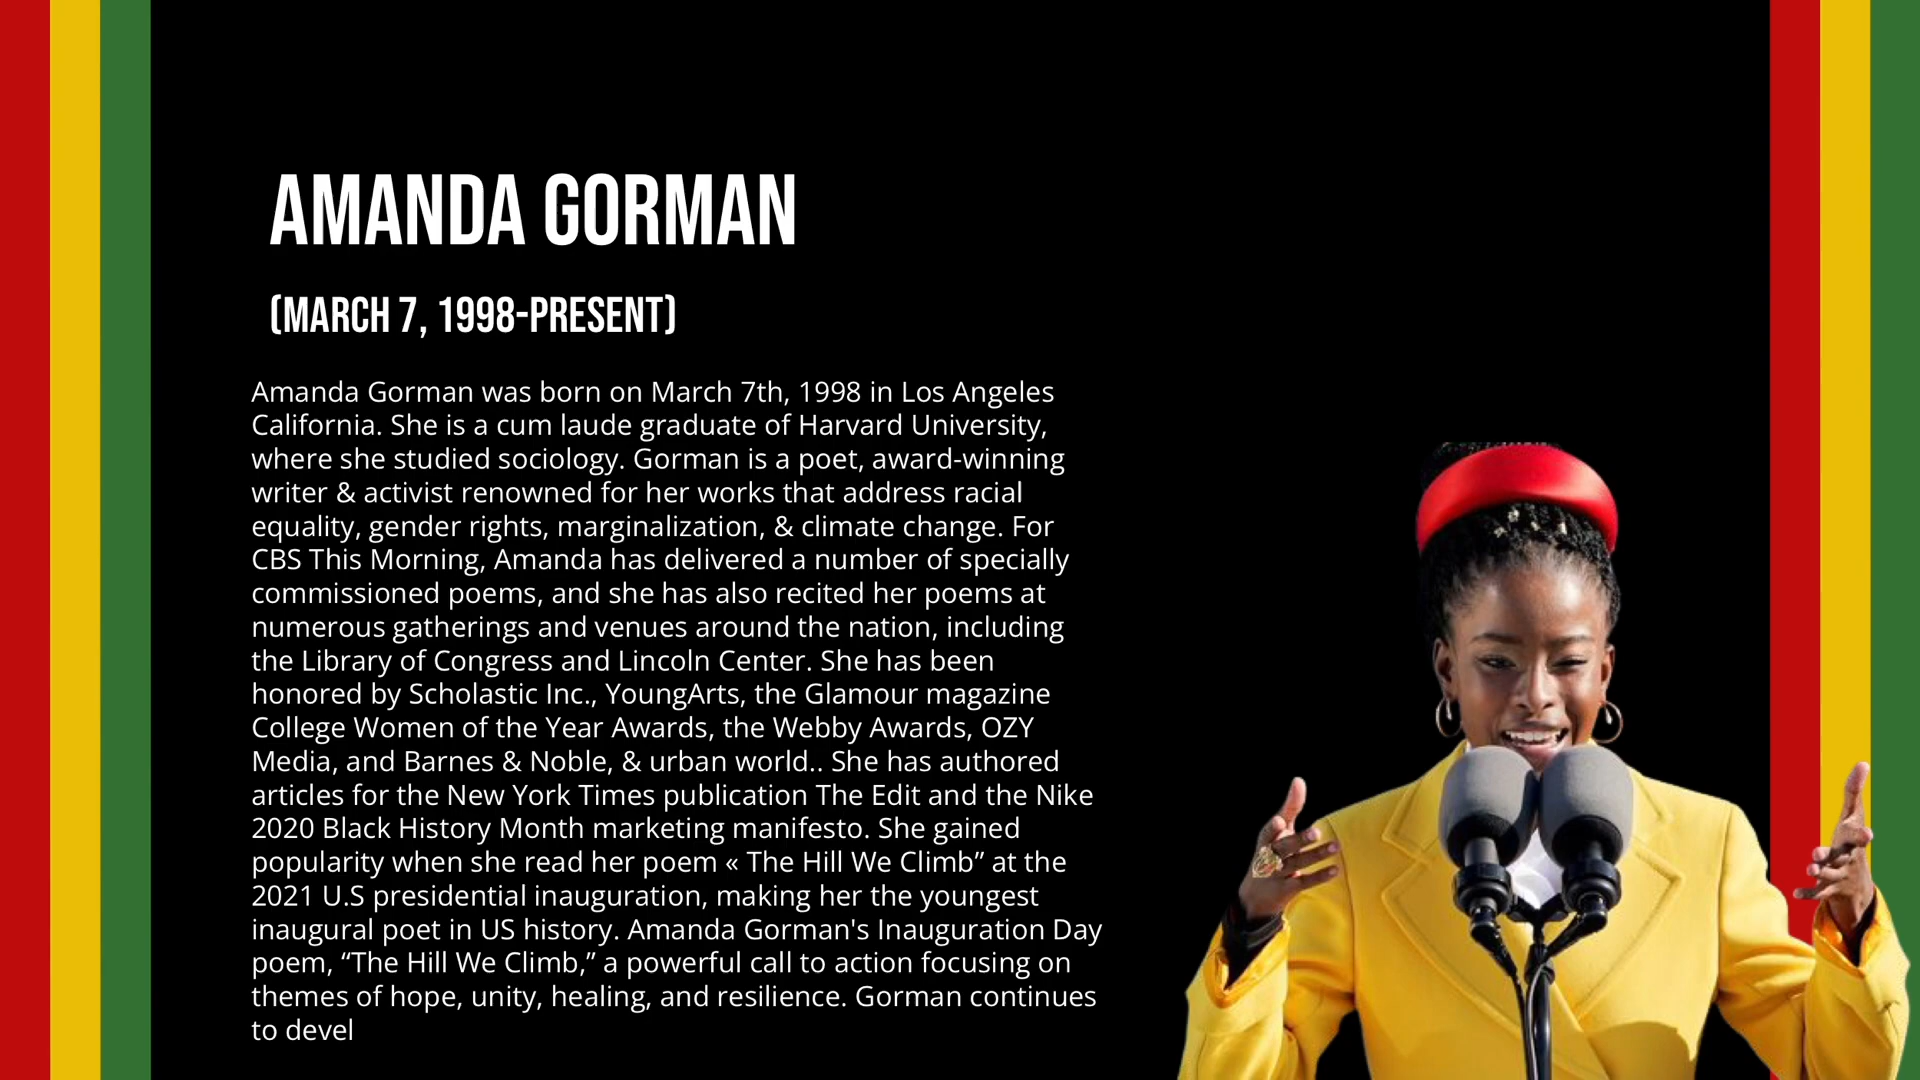 AMANDA GORMAN
(MARCH 7, 1998-PRESENT)
Amanda Gorman was born on March 7th, 1998 in Los Angeles
California. She is a cum laude graduate of Harvard University,
where she studied sociology. Gorman is a poet, award-winning
writer & activist renowned for her works that address racial
equality, gender rights, marginalization, & climate change. For
CBS This Morning, Amanda has delivered a number of specially
commissioned poems, and she has also recited her poems at
numerous gatherings and venues around the nation, including
the Library of Congress and Lincoln Center. She has been
honored by Scholastic Inc., YoungArts, the Glamour magazine
College Women of the Year Awards, the Webby Awards, OZY
Media, and Barnes & Noble, & urban world.. She has authored
articles for the New York Times publication The Edit and the Nike
2020 Black History Month marketing manifesto. She gained
popularity when she read her poem « The Hill We Climb” at the
2021 U.S presidential inauguration, making her the youngest
inaugural poet in US history. Amanda Gorman's Inauguration Day
poem, “The Hill We Climb,” a powerful call to action focusing on
themes of hope, unity, healing, and resilience. Gorman continues
to devel